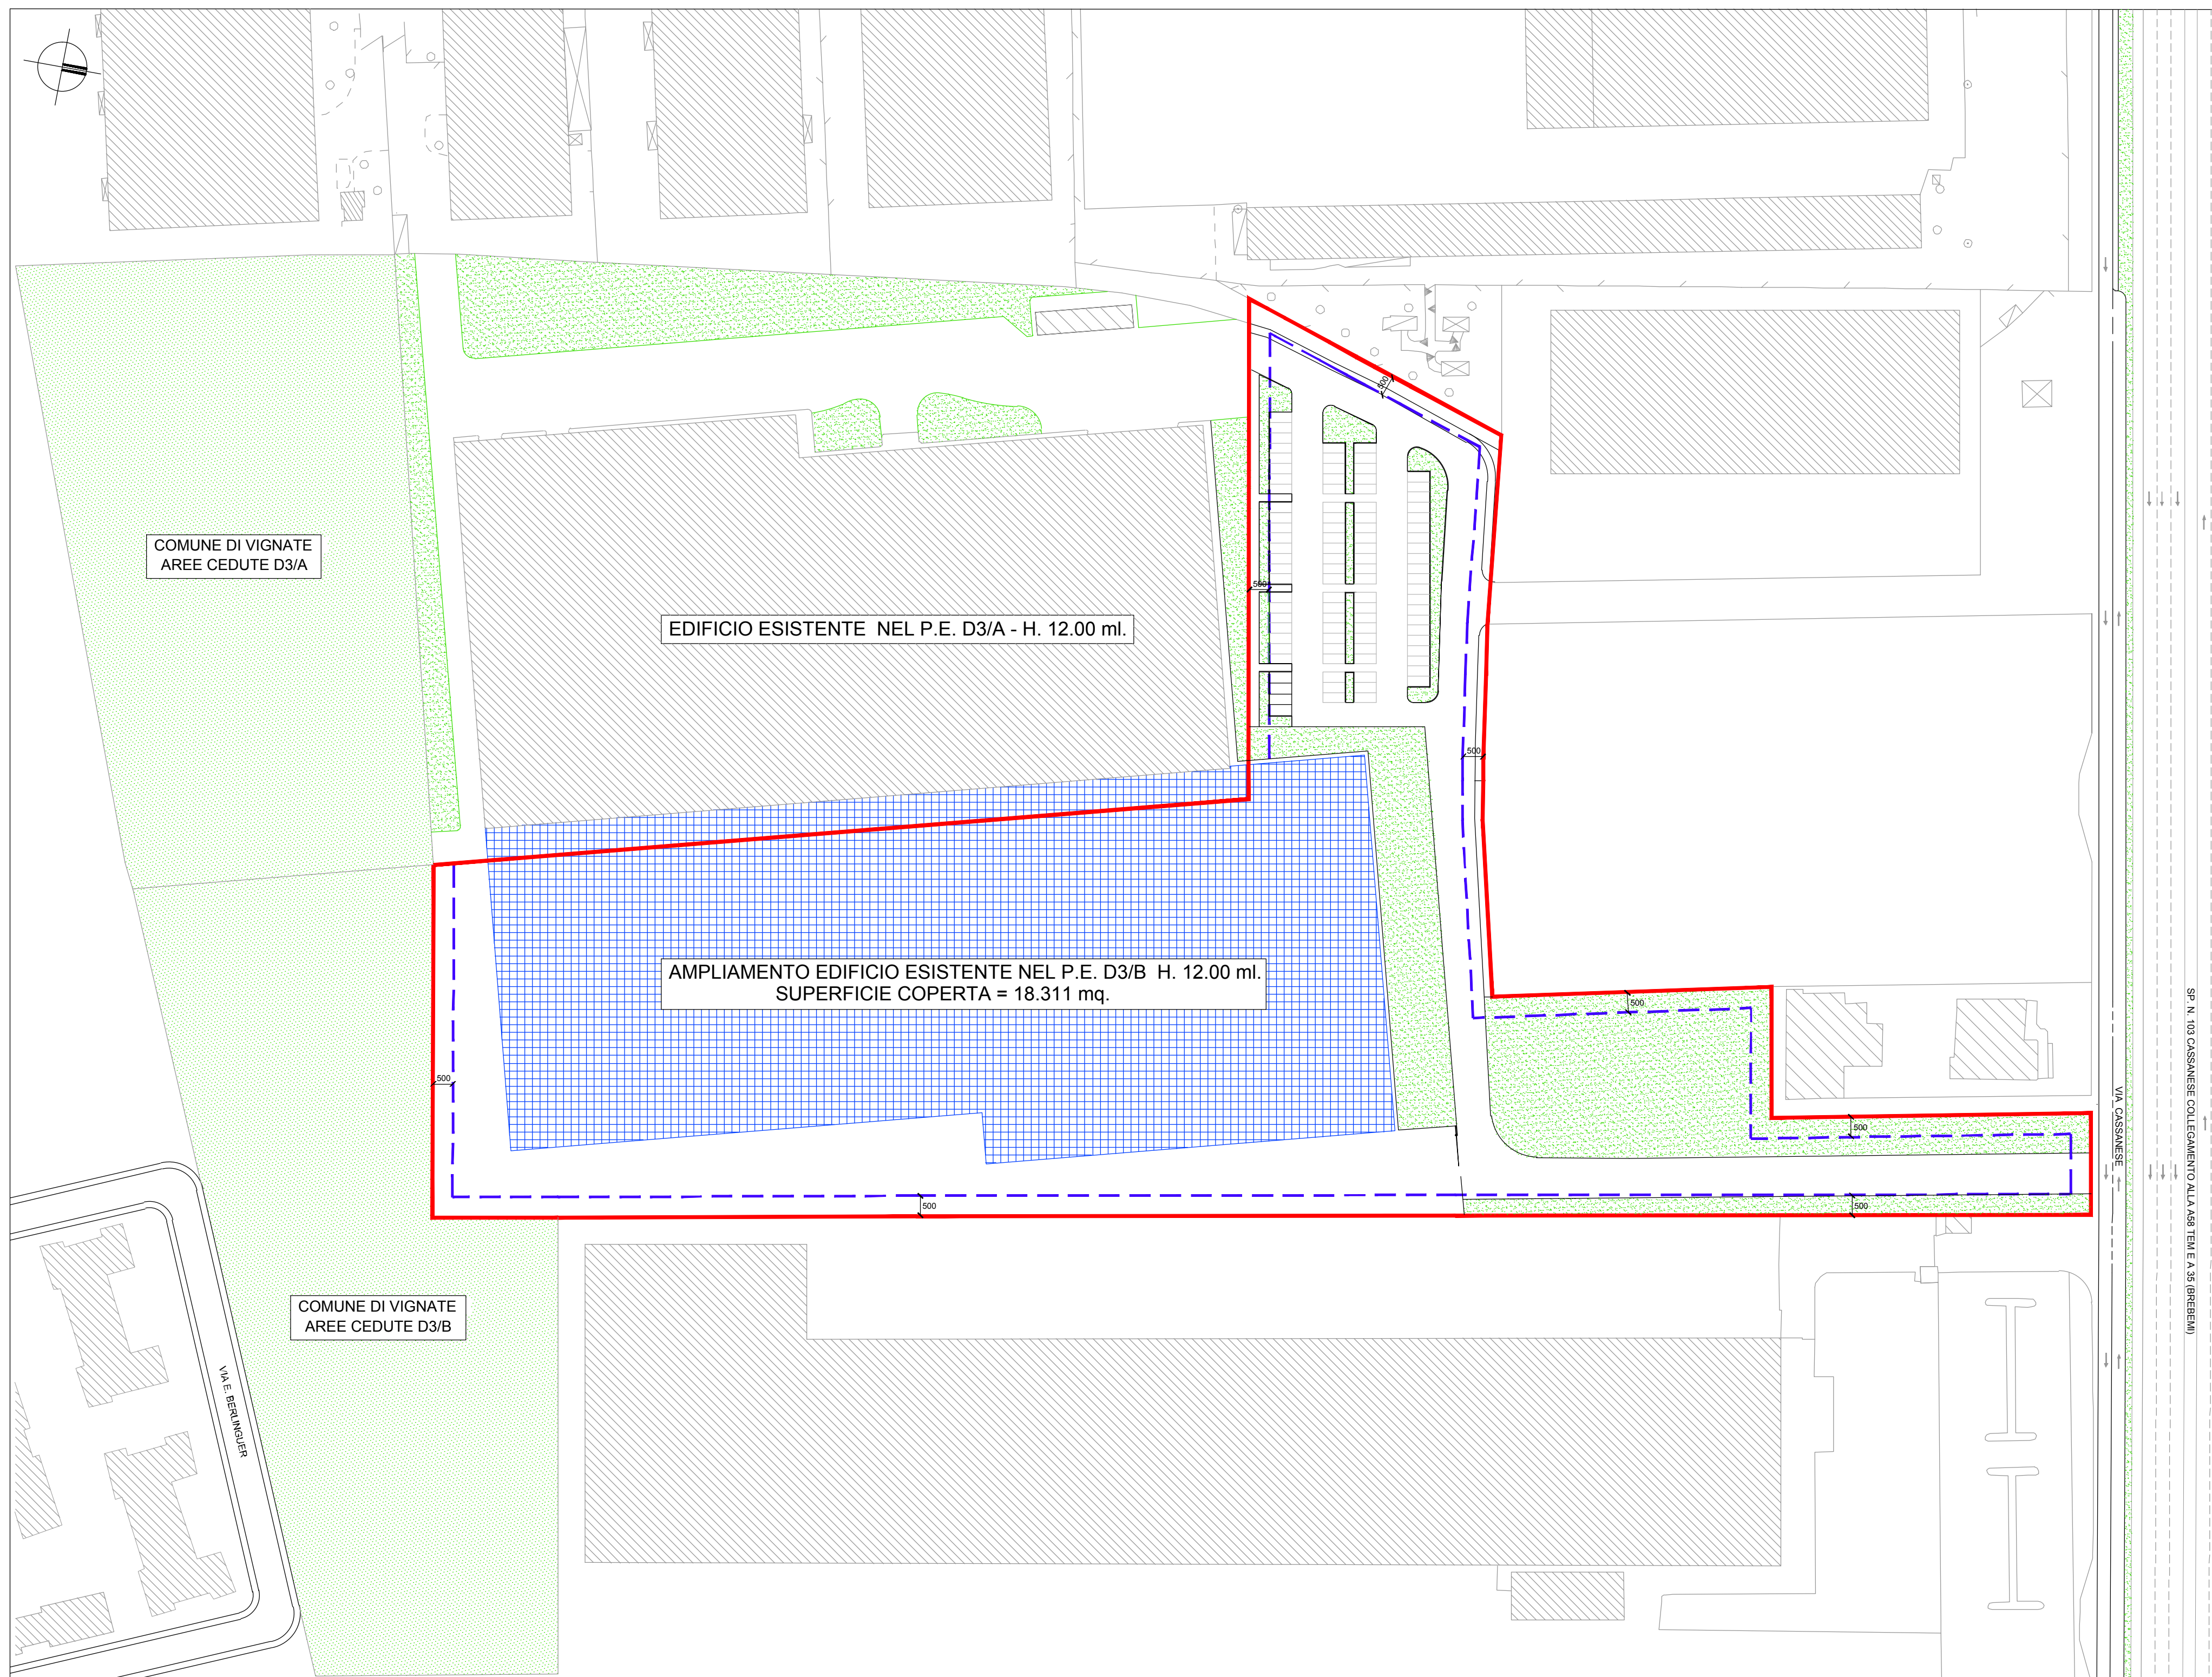 COMUNE DI VIGNATE
AREE CEDUTE D3/A
EDIFICIO ESISTENTE NEL P.E. D3/A - H. 12.00 ml.
500
500
500
AMPLIAMENTO EDIFICIO ESISTENTE NEL P.E. D3/B H. 12.00 ml.
SUPERFICIE COPERTA = 18.311 mq.
500
500
500
500
500
COMUNE DI VIGNATE
AREE CEDUTE D3/B
VIA E. BERLINGUER
VIA CASSANESE
SP. N. 103 CASSANESE COLLEGAMENTO ALLA A58 TEM E A 35 (BREBEMI)